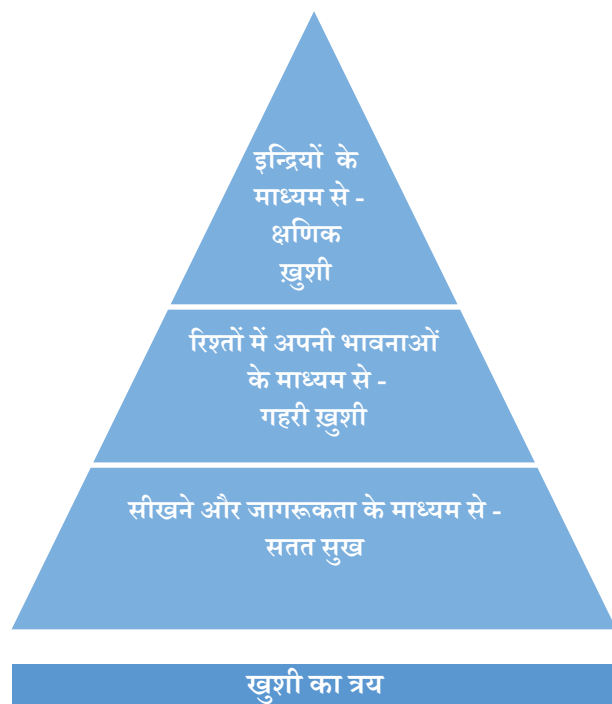 इन्द्रियों के
माध्यम से -
क्षणिक
ख़ुशी
रिश्तों में अपनी भावनाओं
के माध्यम से -
गहरी ख़ुशी
सीखने और जागरूकता के माध्यम से -
सतत सुख
खुशी का त्रय